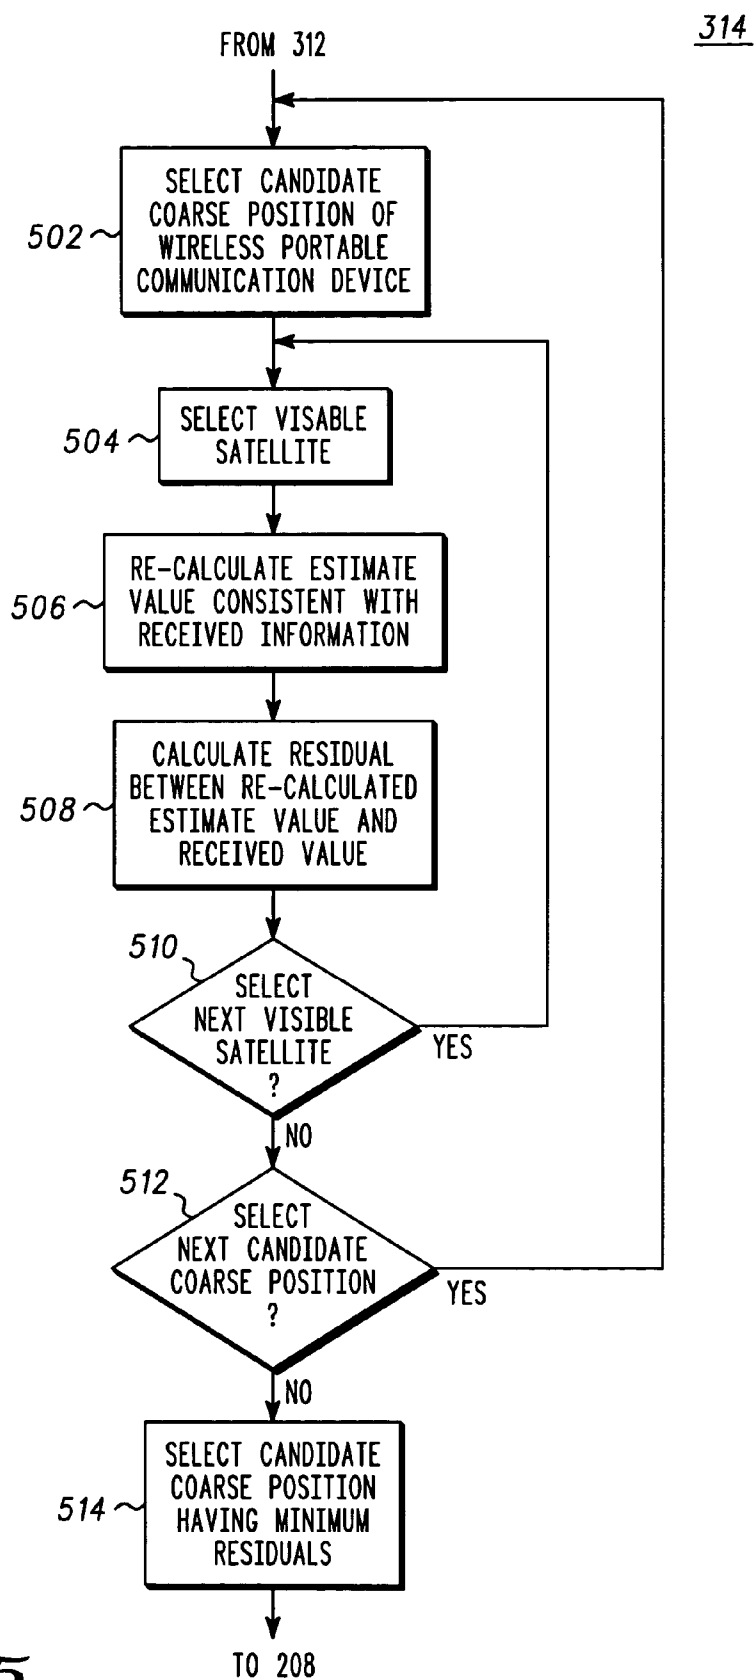 314
FROM 312
SELECT CANDIDATE
COARSE POSITION OF
WIRELESS PORTABLE
COMMUNICATION DEVICE
502
SELECT VISABLE
SATELLITE
504
RE-CALCULATE ESTIMATE
VALUE CONSISTENT WITH
RECEIVED INFORMATION
506
CALCULATE RESIDUAL
BETWEEN RE-CALCULATED
ESTIMATE VALUE AND
RECEIVED VALUE
508
510
SELECT
NEXT VISIBLE
SATELLITE
?
YES
NO
512
SELECT
NEXT CANDIDATE
COARSE POSITION
?
YES
NO
SELECT CANDIDATE
COARSE POSITION
HAVING MINIMUM
RESIDUALS
514
TO 208